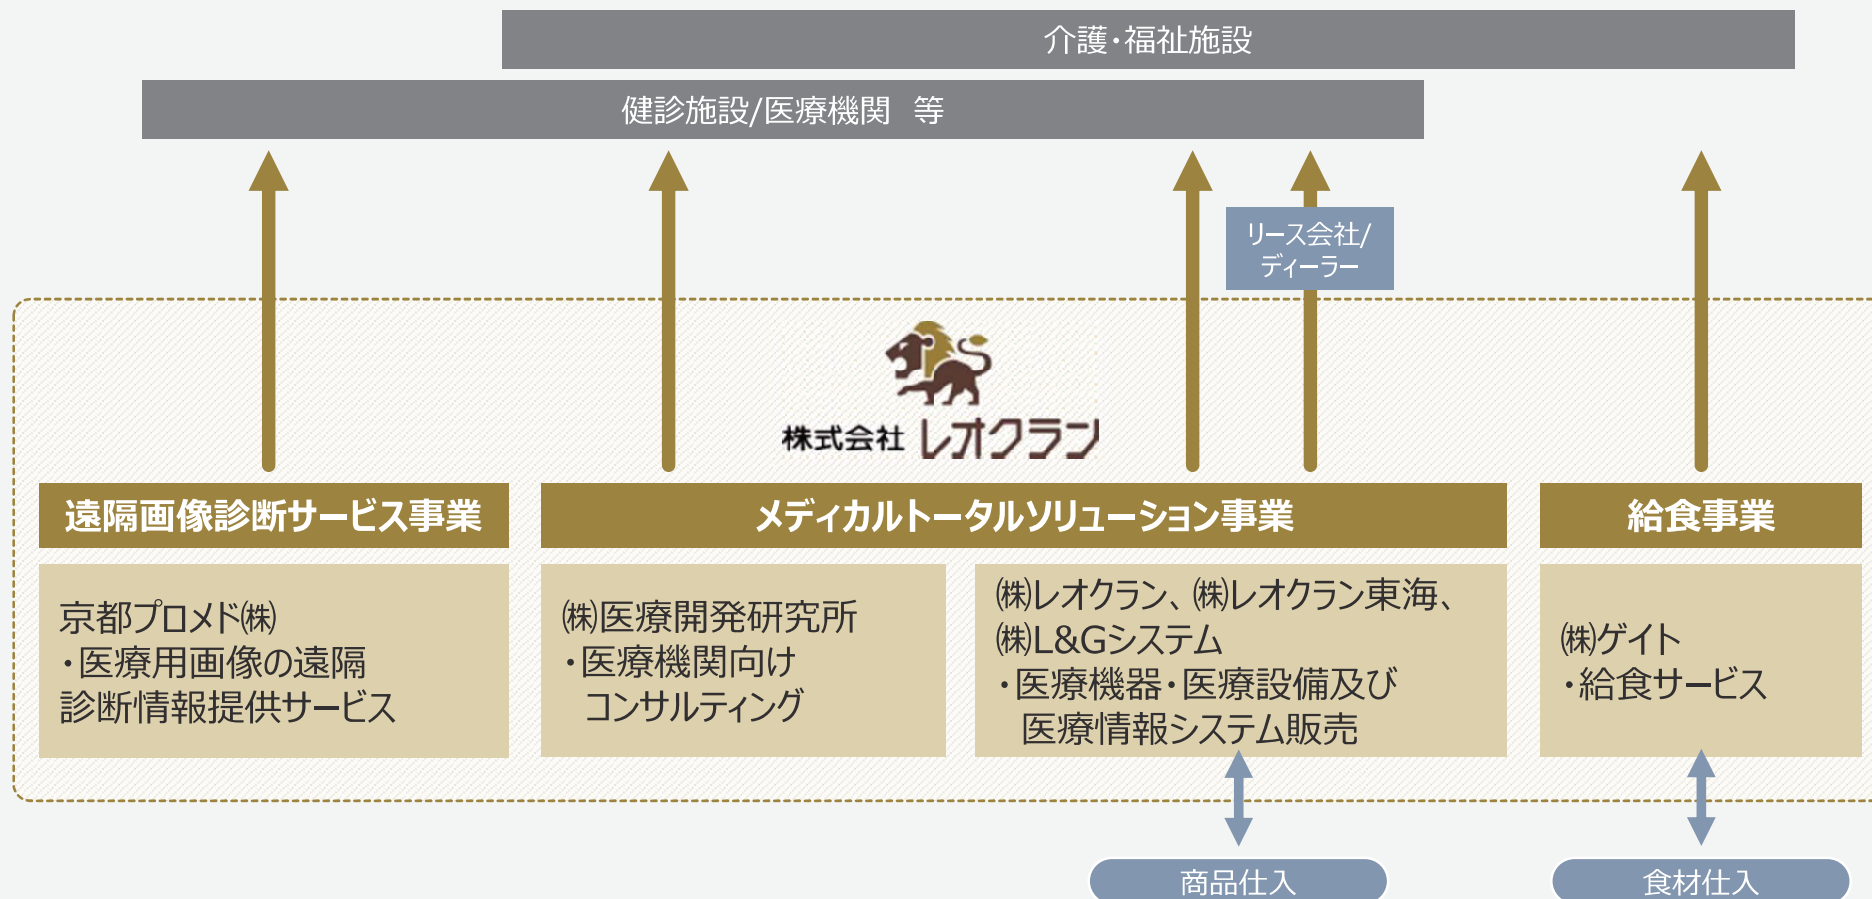 介護・福祉施設
健診施設/医療機関　等
リース会社/
ディーラー
株式会社 レオクラン
遠隔画像診断サービス事業
メディカルトータルソリューション事業
給食事業
京都プロメド㈱
・医療用画像の遠隔
診断情報提供サービス
㈱医療開発研究所
・医療機関向け
コンサルティング
㈱レオクラン、㈱レオクラン東海、
㈱L&Gシステム
・医療機器・医療設備及び
医療情報システム販売
㈱ゲイト
・給食サービス
商品仕入
食材仕入